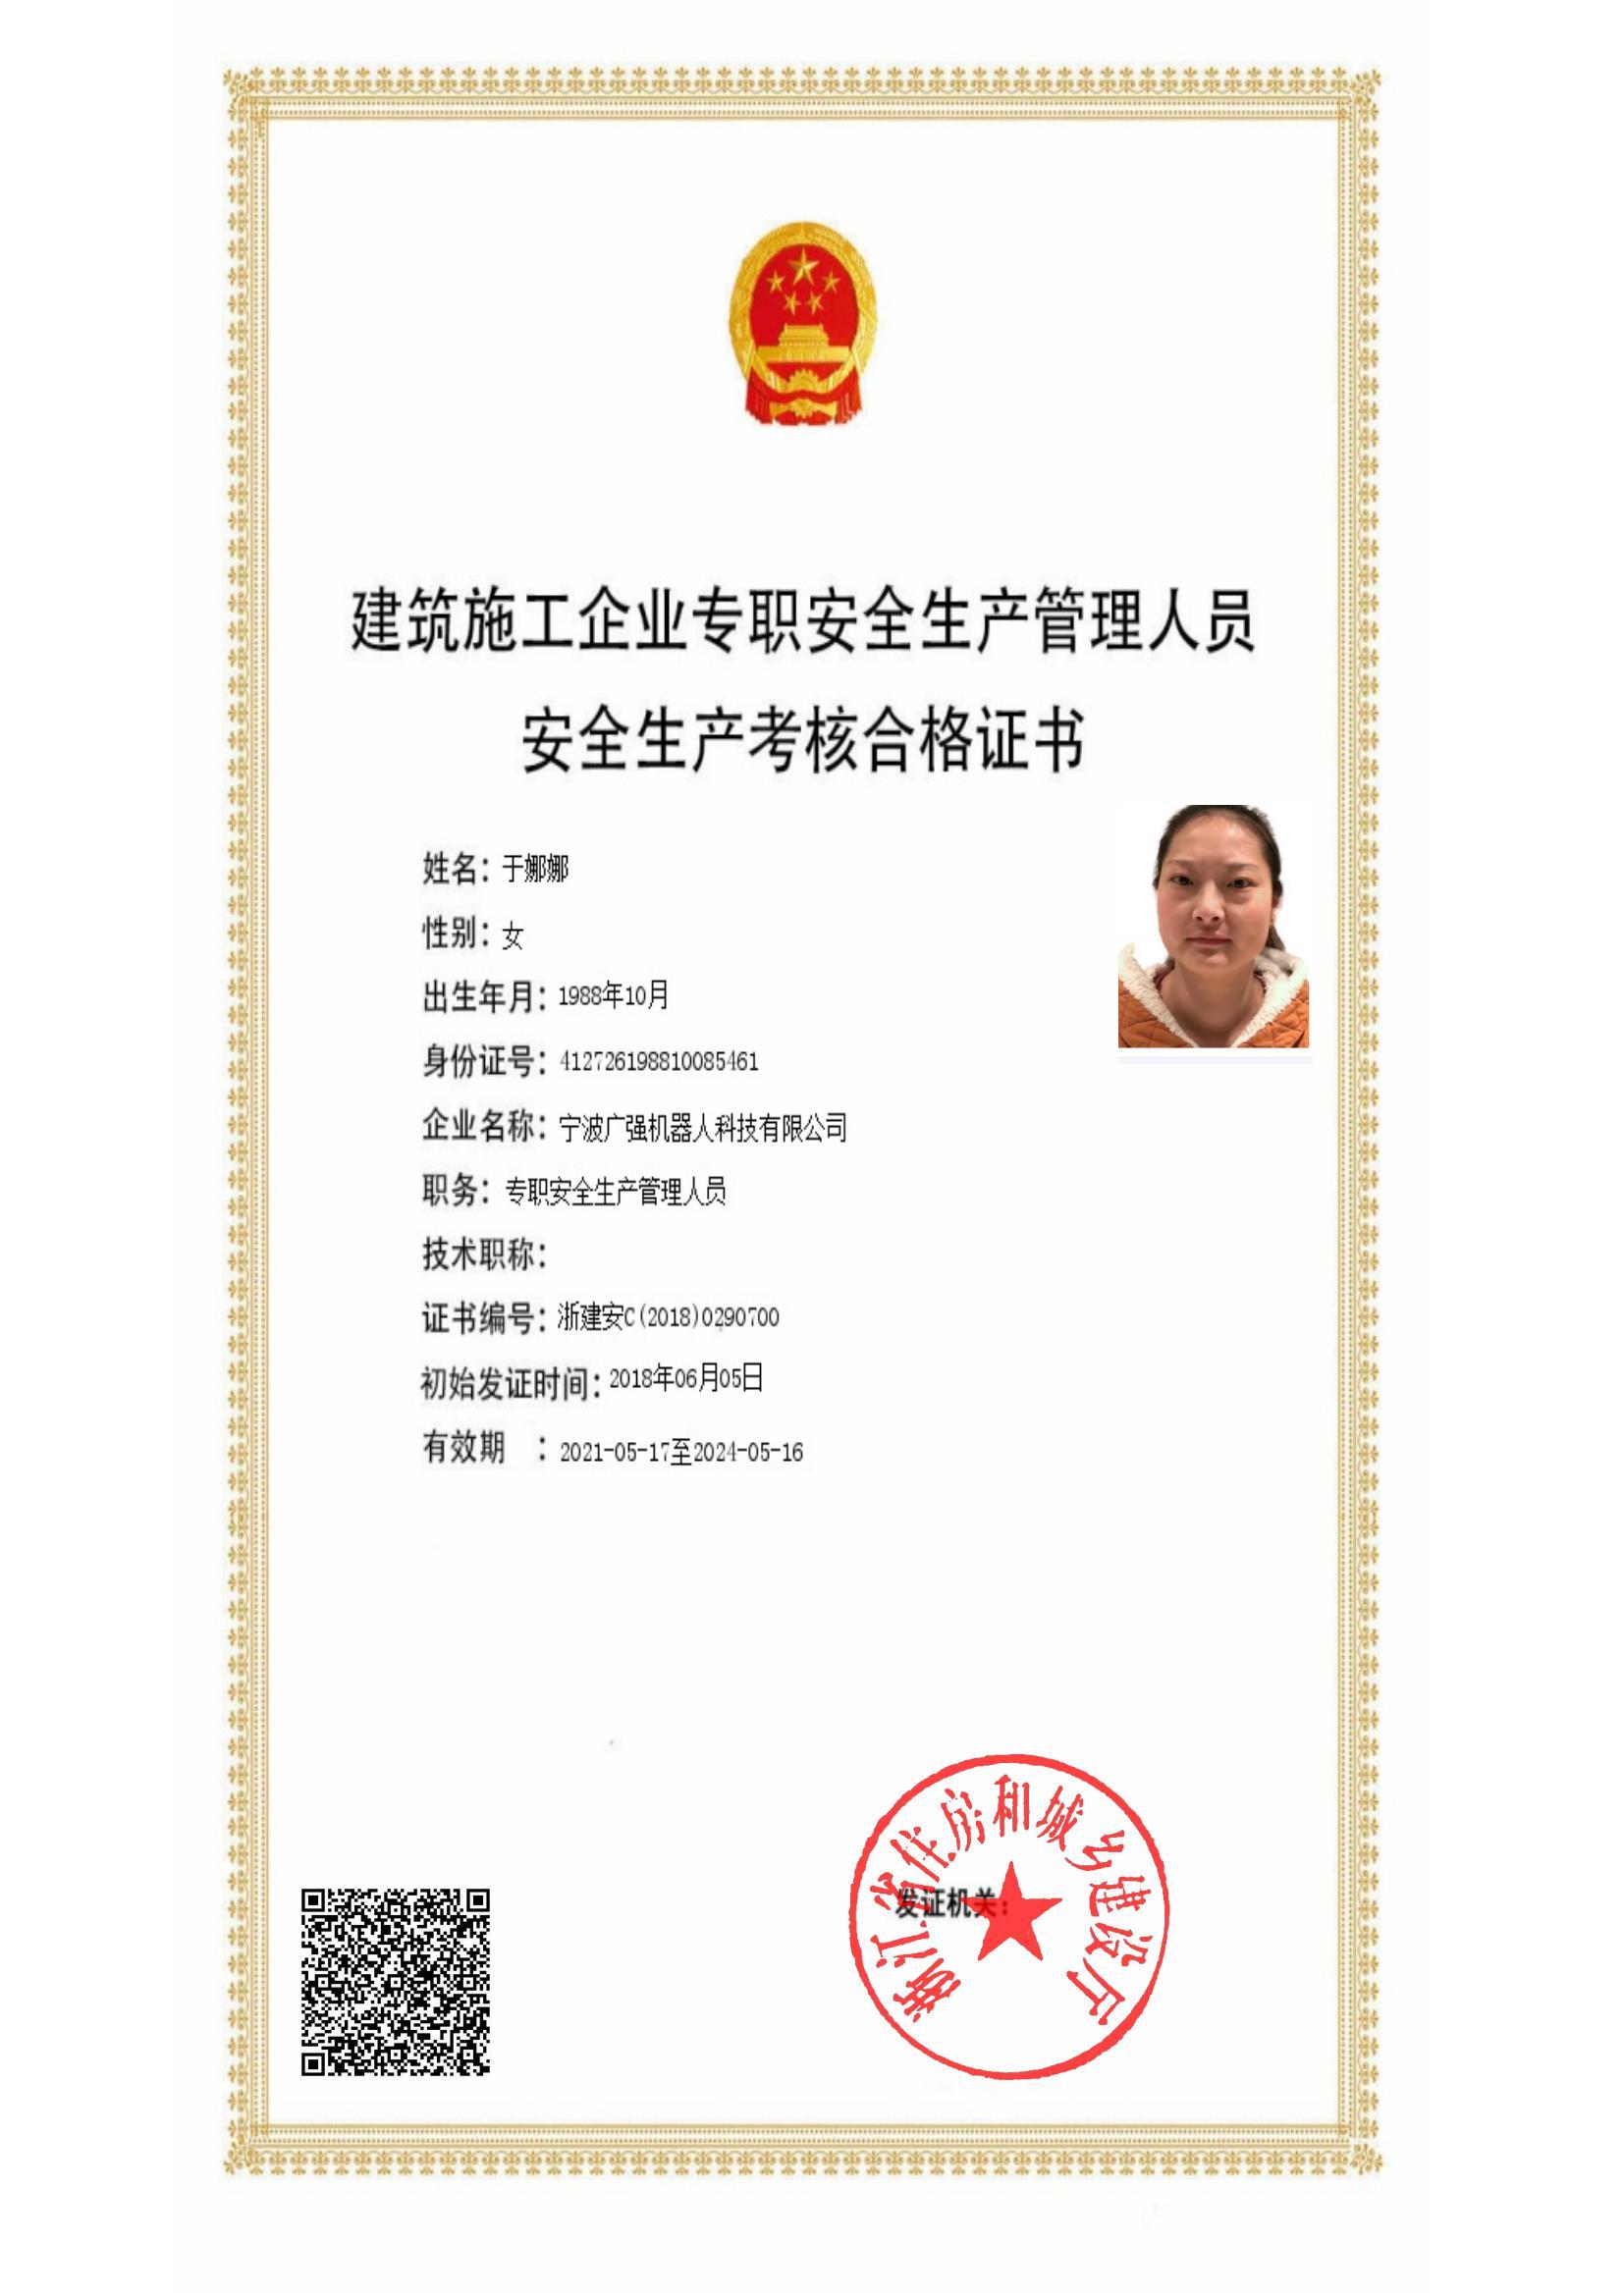 建筑施工企业专职安全生产管理人员
安全生产考核合格证书
姓名：于娜娜
性别：女
出生年月：1988年10月
身份证号：412726198810085461
企业名称：宁波广强机器人科技有限公司
职务：专职安全生产管理人员
技术职称：
证书编号：浙建安C(2018)0290700
初始发证时间：2018年06月05日
有效期 ：2021-05-17至2024-05-16
浙江省住房和城乡建设厅
发证机关：